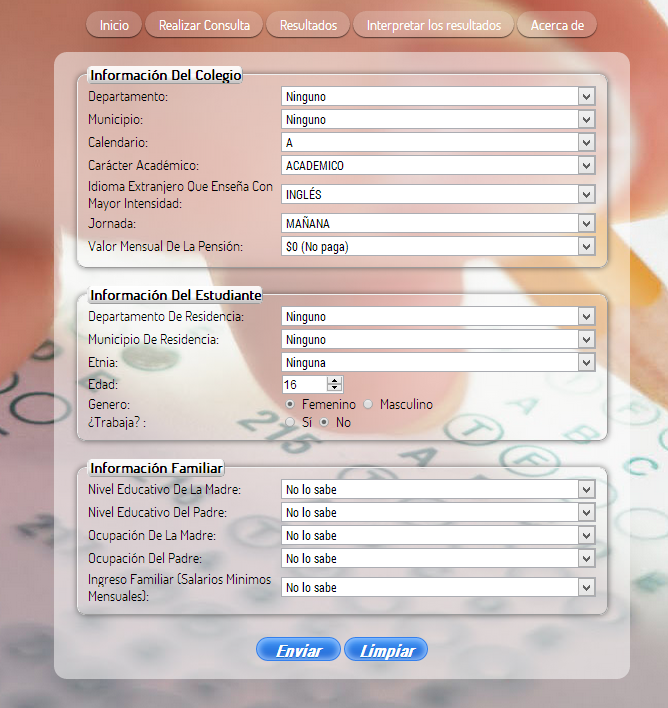 Inicio Realizar Consulta Resultados Interpretar los resultados Acerca de
Información Del Colegio
Departamento: Ninguno
Municipio: Ninguno
Calendario: A
Carácter Académico: ACADEMICO
Idioma Extranjero Que Enseña Con
Mayor Intensidad: INGLÉS
Jornada: MAÑANA
Valor Mensual De La Pensión: $0 (No paga)
Información Del Estudiante
Departamento De Residencia: Ninguno
Municipio De Residencia: Ninguno
Etnia: Ninguna
Edad: 16
Genero: Femenino Masculino
¿Trabaja? : Sí No
215
Información Familiar
Nivel Educativo De La Madre: No lo sabe
Nivel Educativo Del Padre: No lo sabe
Ocupación De La Madre: No lo sabe
Ocupación Del Padre: No lo sabe
Ingreso Familiar (Salarios Minimos
Mensuales): No lo sabe
Enviar Limpiar